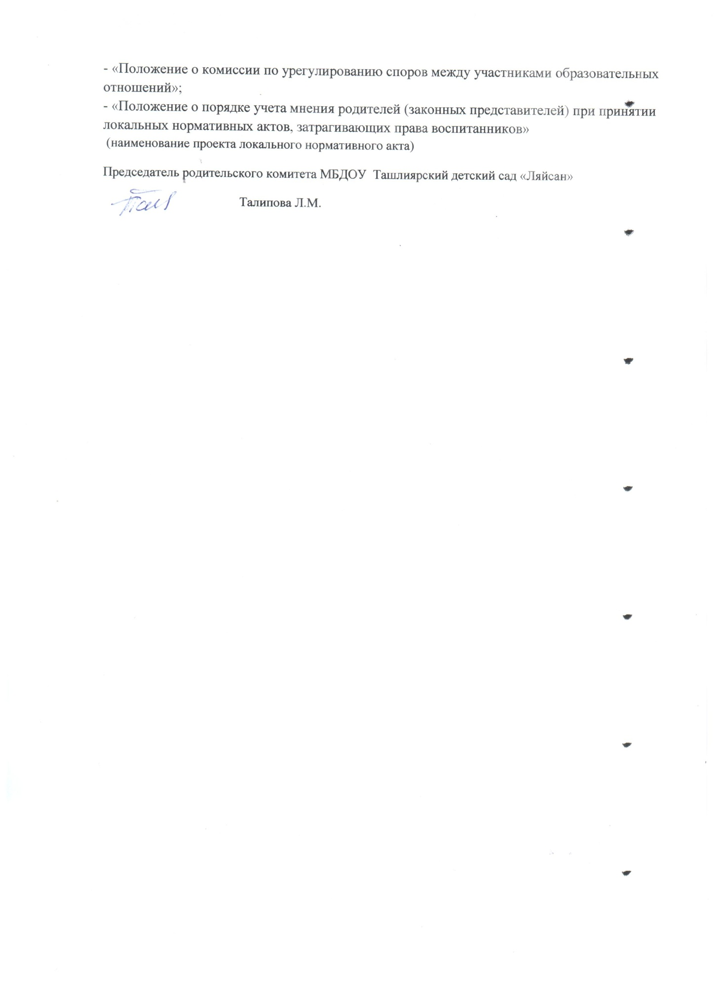 - «Положение о комиссии по урегулированию споров между участниками образовательных
отношений»;
- «Положение о порядке учета мнения родителей (законных представителей) при принятии
локальных нормативных актов, затрагивающих права воспитанников»
(наименование проекта локального нормативного акта)
Председатель родительского комитета МБДОУ  Ташлиярский детский сад «Ляйсан»
Талипова Л.М.